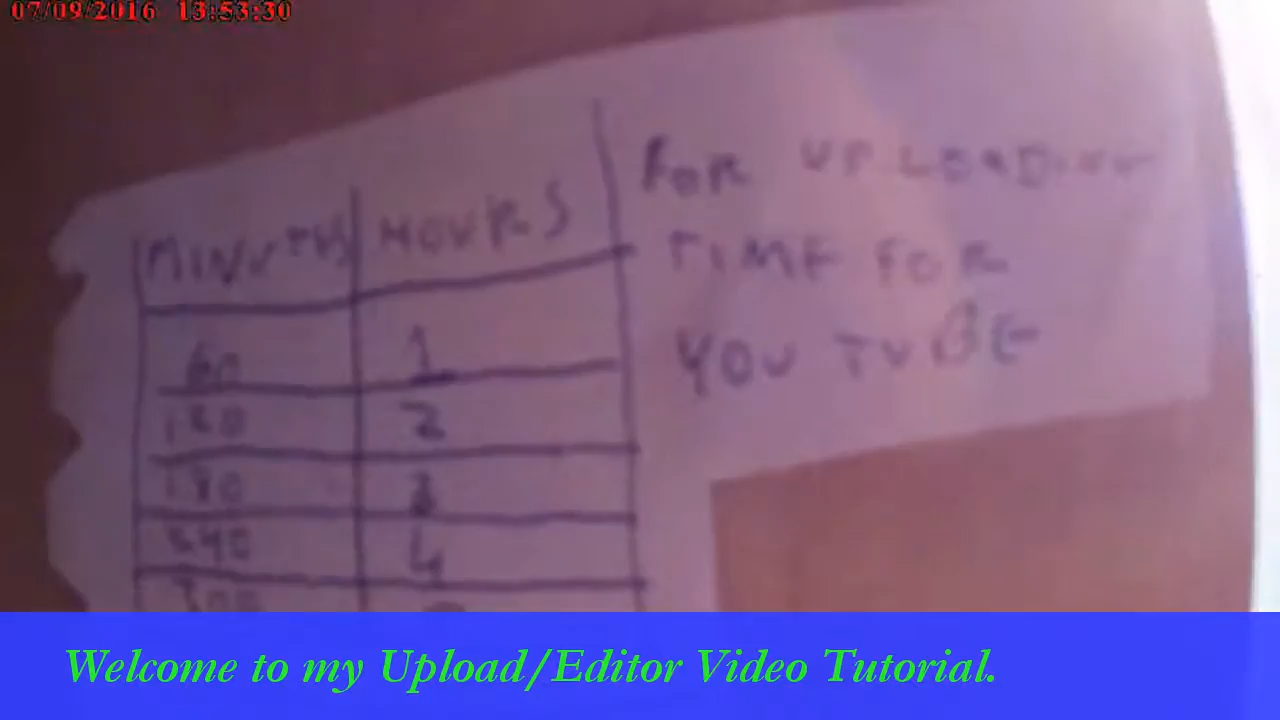 07/09/2016 13:53:30
FOR UPLOADING
TIME FOR
YOU TUBE
HOURS
60 1
120 2
180 3
240 4
300
Welcome to my Upload/Editor Video Tutorial.